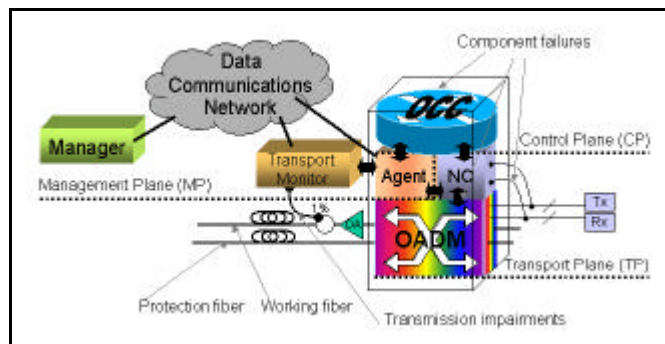 Component failures
Data
Communications
Network
OCC
Manager
Control Plane (CP)
Transport
Monitor
Agent
NC
Management Plane (MP)
1%
OA
Tx
Rx
OADM
Transport Plane (TP)
Protection fiber
Working fiber
Transmission impairments